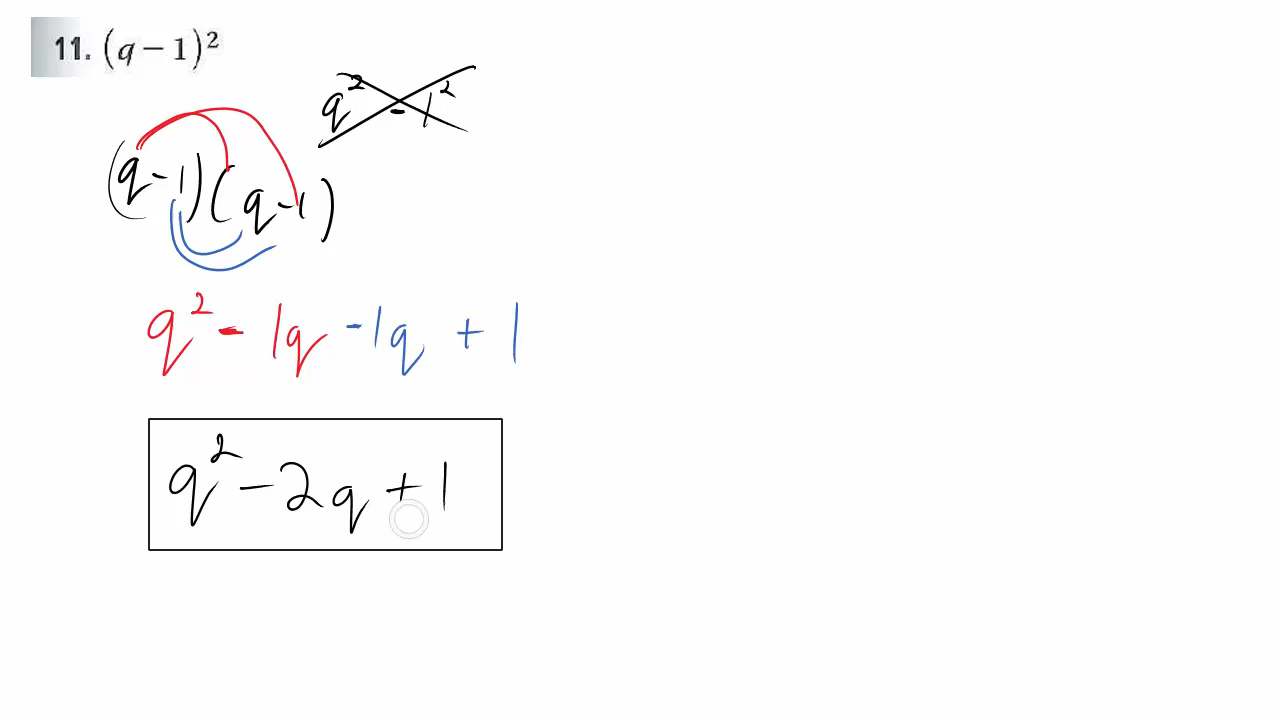 11. (q − 1)²
q² - 1²
(q - 1)(q - 1)
q² - 1q - 1q + 1
q² - 2q + 1